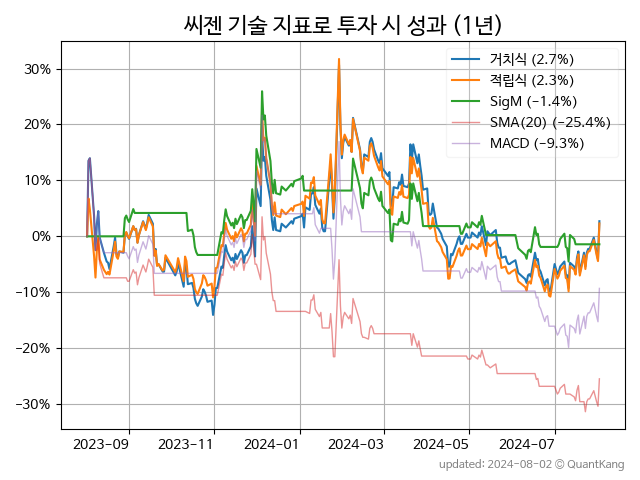 씨젠 기술 지표로 투자 시 성과 (1년)
거치식 (2.7%)
적립식 (2.3%)
SigM (−1.4%)
SMA(20) (−25.4%)
MACD (−9.3%)
30%
20%
10%
0%
−10%
−20%
−30%
2023-09 2023-11 2024-01 2024-03 2024-05 2024-07
updated: 2024-08-02 © QuantKang